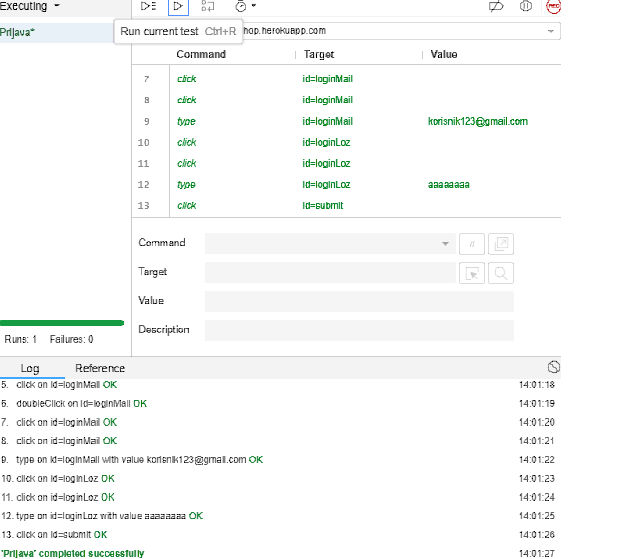 Executing
REC
Prijava*
Run current test Ctrl+R
hop.herokuapp.com
Command Target Value
7 click id=loginMail
8 click id=loginMail
9 type id=loginMail korisnik123@gmail.com
10 click id=loginLoz
11 click id=loginLoz
12 type id=loginLoz aaaaaaaa
13 click id=submit
Command //
Target
Value
Description
Runs: 1 Failures: 0
Log Reference
5. click on id=loginMail OK 14:01:18
6. doubleClick on id=loginMail OK 14:01:19
7. click on id=loginMail OK 14:01:20
8. click on id=loginMail OK 14:01:21
9. type on id=loginMail with value korisnik123@gmail.com OK 14:01:22
10. click on id=loginLoz OK 14:01:23
11. click on id=loginLoz OK 14:01:24
12. type on id=loginLoz with value aaaaaaaa OK 14:01:25
13. click on id=submit OK 14:01:26
'Prijava' completed successfully 14:01:27